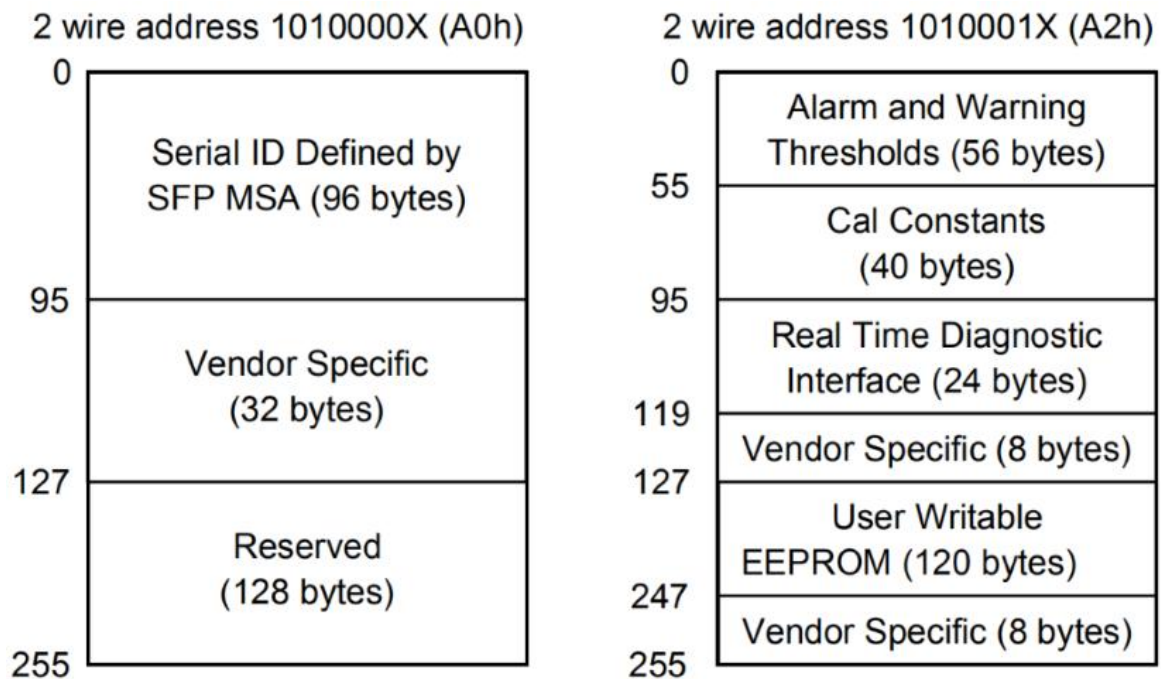 2 wire address 1010000X (A0h)
0
Serial ID Defined by
SFP MSA (96 bytes)
95
Vendor Specific
(32 bytes)
127
Reserved
(128 bytes)
255
2 wire address 1010001X (A2h)
0
Alarm and Warning
Thresholds (56 bytes)
55
Cal Constants
(40 bytes)
95
Real Time Diagnostic
Interface (24 bytes)
119
Vendor Specific (8 bytes)
127
User Writable
EEPROM (120 bytes)
247
Vendor Specific (8 bytes)
255